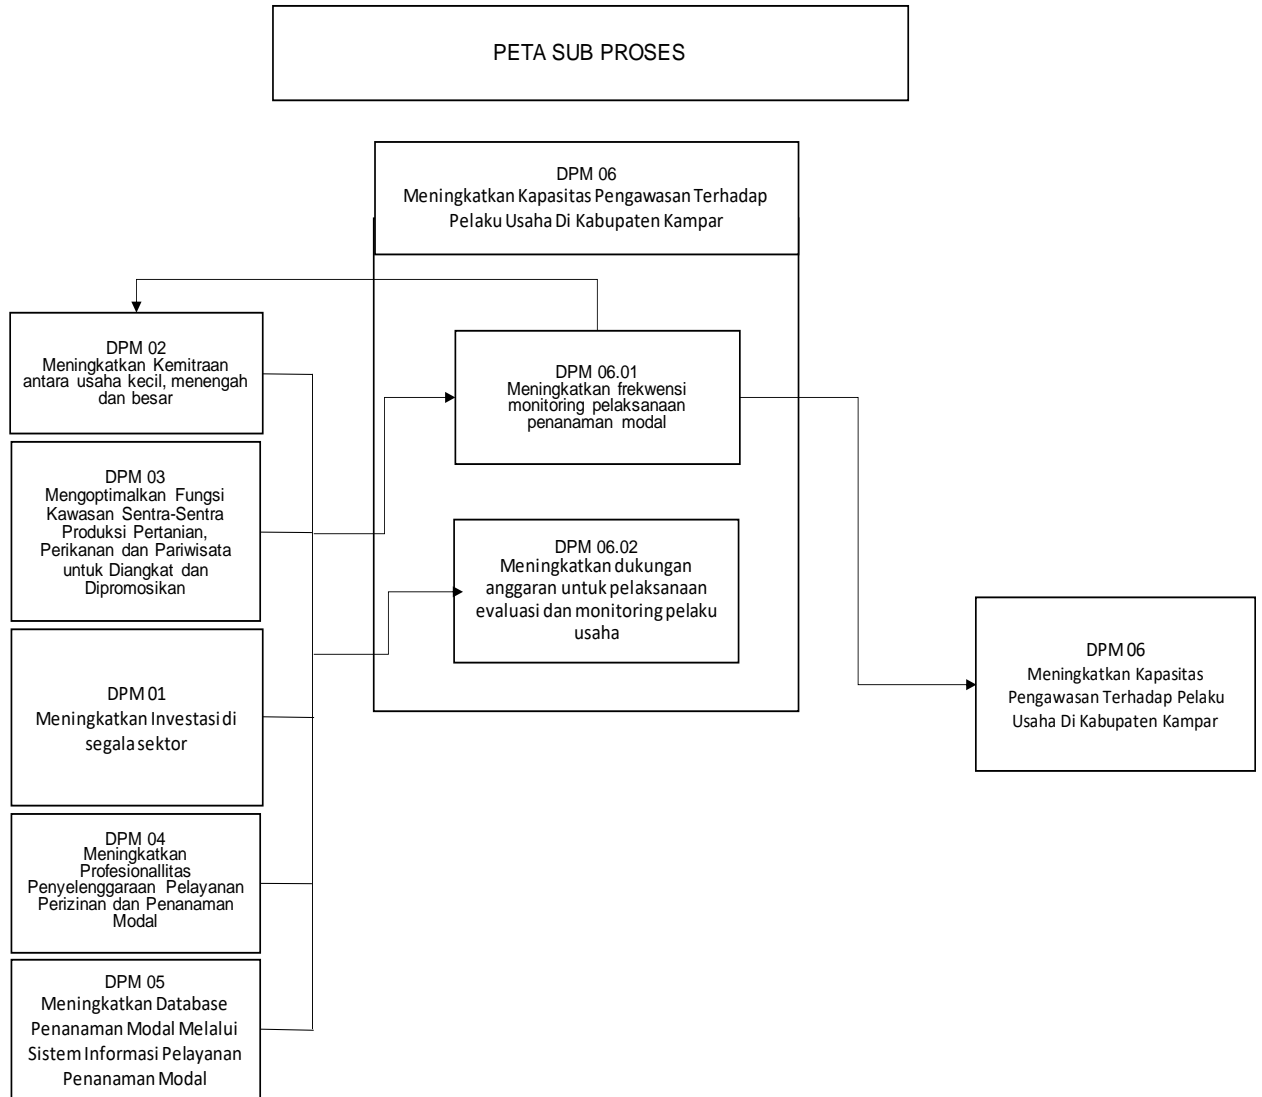 PETA SUB PROSES
DPM 06
Meningkatkan Kapasitas Pengawasan Terhadap
Pelaku Usaha Di Kabupaten Kampar
DPM 02
Meningkatkan Kemitraan
antara usaha kecil, menengah
dan besar
DPM 03
Mengoptimalkan Fungsi
Kawasan Sentra-Sentra
Produksi Pertanian,
Perikanan dan Pariwisata
untuk Diangkat dan
Dipromosikan
DPM 01
Meningkatkan Investasi di
segala sektor
DPM 04
Meningkatkan
Profesionallitas
Penyelenggaraan Pelayanan
Perizinan dan Penanaman
Modal
DPM 05
Meningkatkan Database
Penanaman Modal Melalui
Sistem Informasi Pelayanan
Penanaman Modal
DPM 06.01
Meningkatkan frekwensi
monitoring pelaksanaan
penanaman modal
DPM 06.02
Meningkatkan dukungan
anggaran untuk pelaksanaan
evaluasi dan monitoring pelaku
usaha
DPM 06
Meningkatkan Kapasitas
Pengawasan Terhadap Pelaku
Usaha Di Kabupaten Kampar